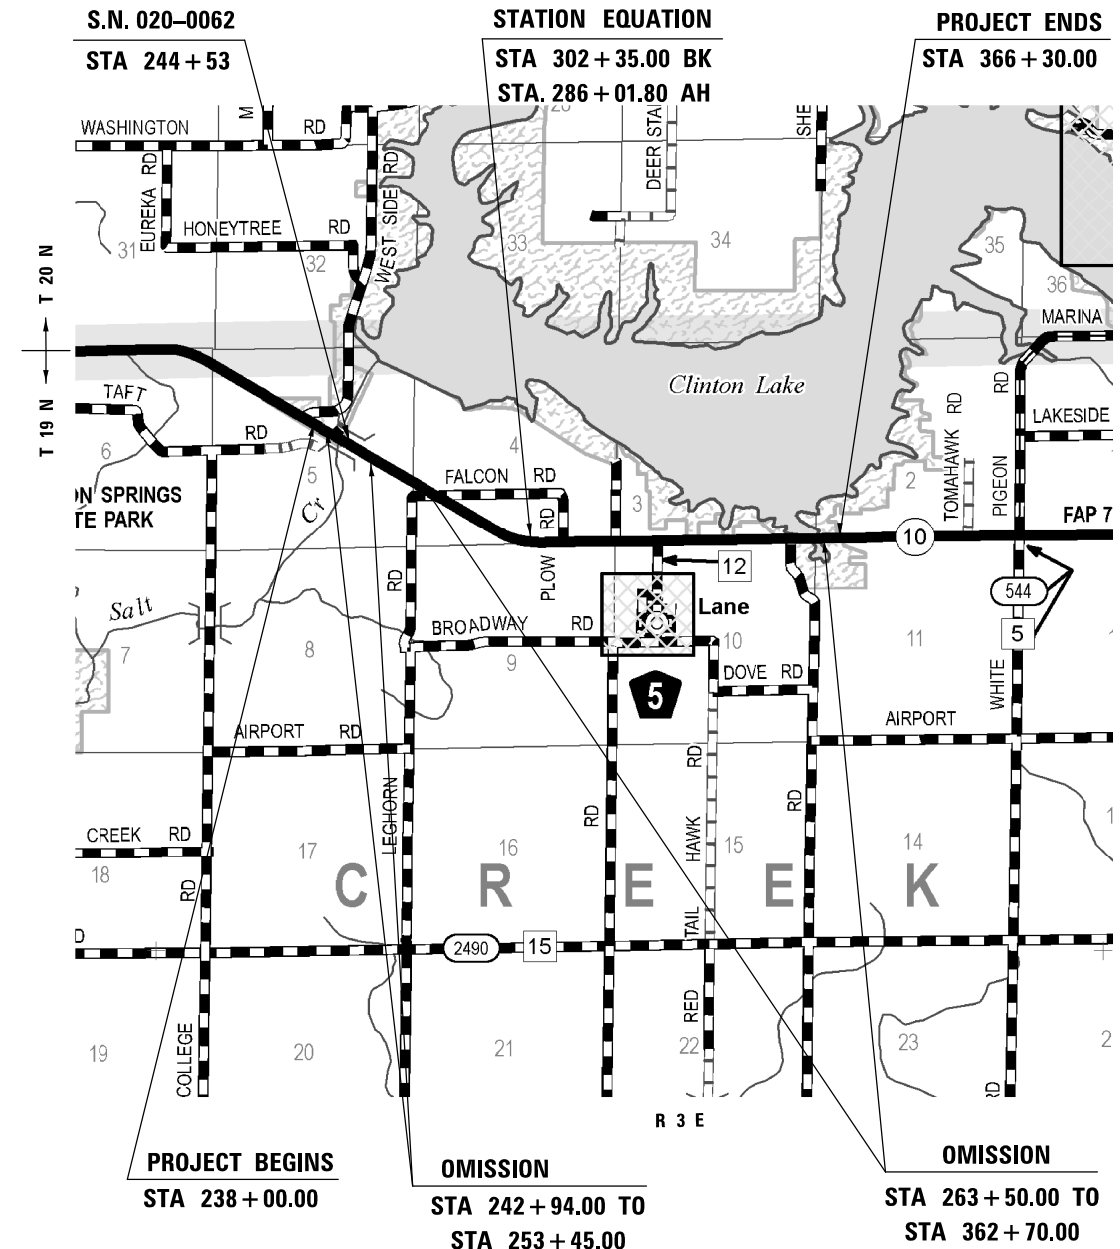 S.N. 020–0062
STA 244+53
STATION EQUATION
STA 302+35.00 BK
STA. 286+01.80 AH
PROJECT ENDS
STA 366+30.00
WASHINGTON RD
M
EUREKA RD
HONEYTREE RD
WEST SIDE RD
DEER STA
SHE
28
31
32
33
34
35
36
T 20 N
T 19 N
MARINA
Clinton Lake
TAFT
RD
LAKESIDE
TOMAHAWK RD
PIGEON RD
6
5
4
3
2
ON SPRINGS
TE PARK
Cr
FALCON RD
PLOW RD
FAP 7
10
12
544
5
Salt
RD
Lane
BROADWAY RD
7
8
9
10
11
DOVE RD
5
WHITE
AIRPORT RD
AIRPORT
LEGHORN
RD
HAWK RD
RD
CREEK RD
18
17
16
15
14
1
C R E E K
RD
TAIL
D
2490
15
RED
COLLEGE
19
20
21
22
23
2
RD
R 3 E
PROJECT BEGINS
STA 238+00.00
OMISSION
STA 242+94.00 TO
STA 253+45.00
OMISSION
STA 263+50.00 TO
STA 362+70.00